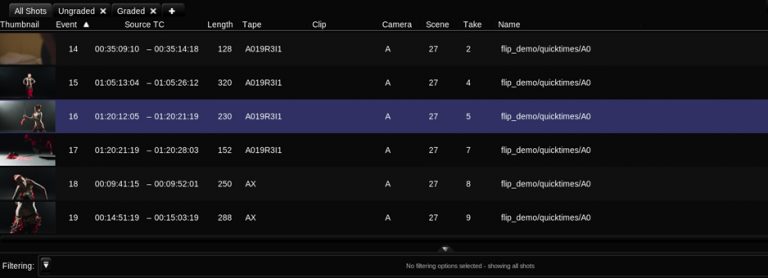 All Shots Ungraded Graded
Thumbnail Event Source TC Length Tape Clip Camera Scene Take Name
14 00:35:09:10 – 00:35:14:18 128 A019R3I1 A 27 2 flip_demo/quicktimes/A0
15 01:05:13:04 – 01:05:26:12 320 A019R3I1 A 27 4 flip_demo/quicktimes/A0
16 01:20:12:05 – 01:20:21:19 230 A019R3I1 A 27 5 flip_demo/quicktimes/A0
17 01:20:21:19 – 01:20:28:03 152 A019R3I1 A 27 7 flip_demo/quicktimes/A0
18 00:09:41:15 – 00:09:52:01 250 AX A 27 8 flip_demo/quicktimes/A0
19 00:14:51:19 – 00:15:03:19 288 AX A 27 9 flip_demo/quicktimes/A0
Filtering: No filtering options selected - showing all shots